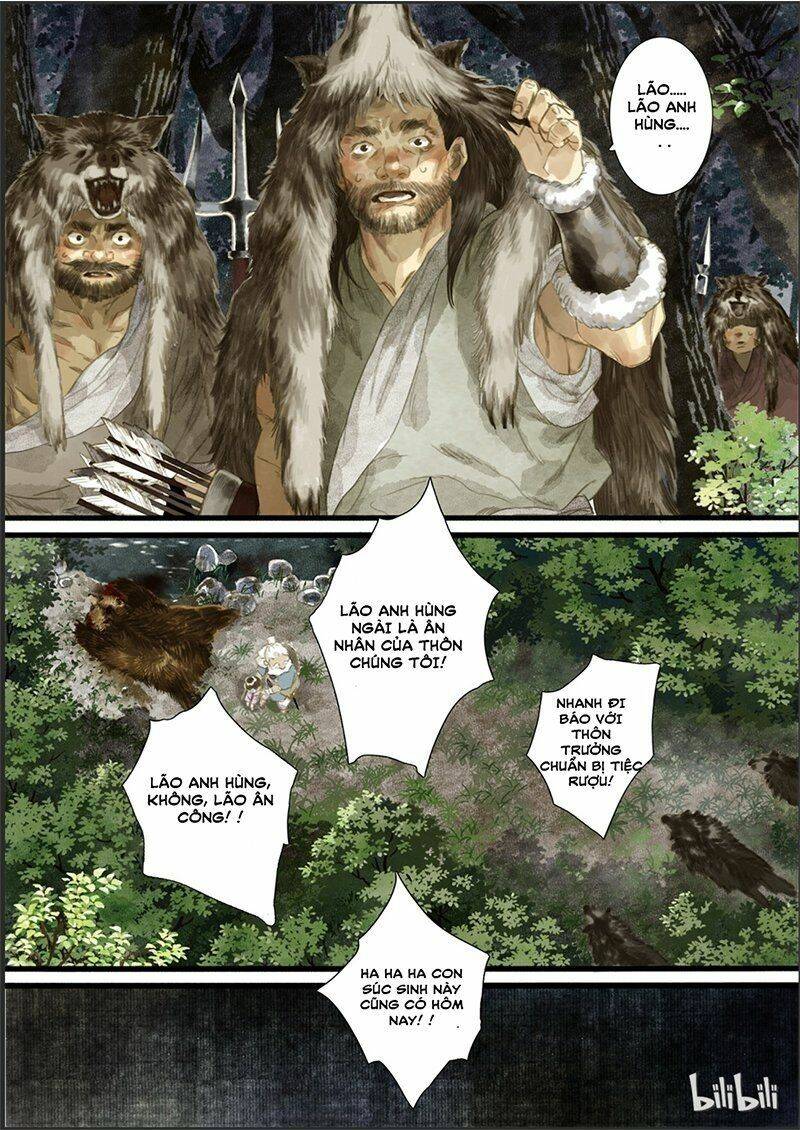 LÃO.....
LÃO ANH
HÙNG....
. .
LÃO ANH HÙNG
NGÀI LÀ ÂN
NHÂN CỦA THÔN
CHÚNG TÔI!
NHANH ĐI
BÁO VỚI
THÔN
TRƯỞNG
CHUẨN BỊ TIỆC
RƯỢU!
LÃO ANH HÙNG,
KHÔNG, LÃO ÂN
CÔNG! !
HA HA HA CON
SÚC SINH NÀY
CŨNG CÓ HÔM
NAY! !
bilibili